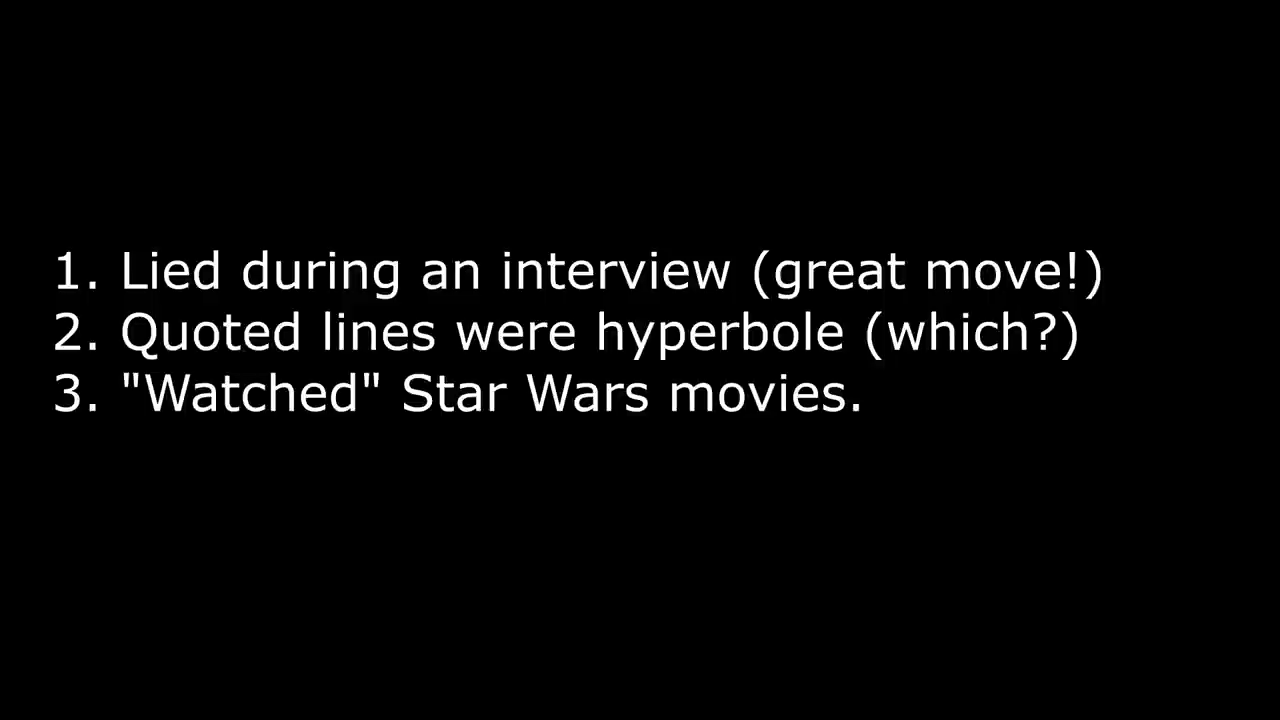 1. Lied during an interview (great move!)
2. Quoted lines were hyperbole (which?)
3. "Watched" Star Wars movies.